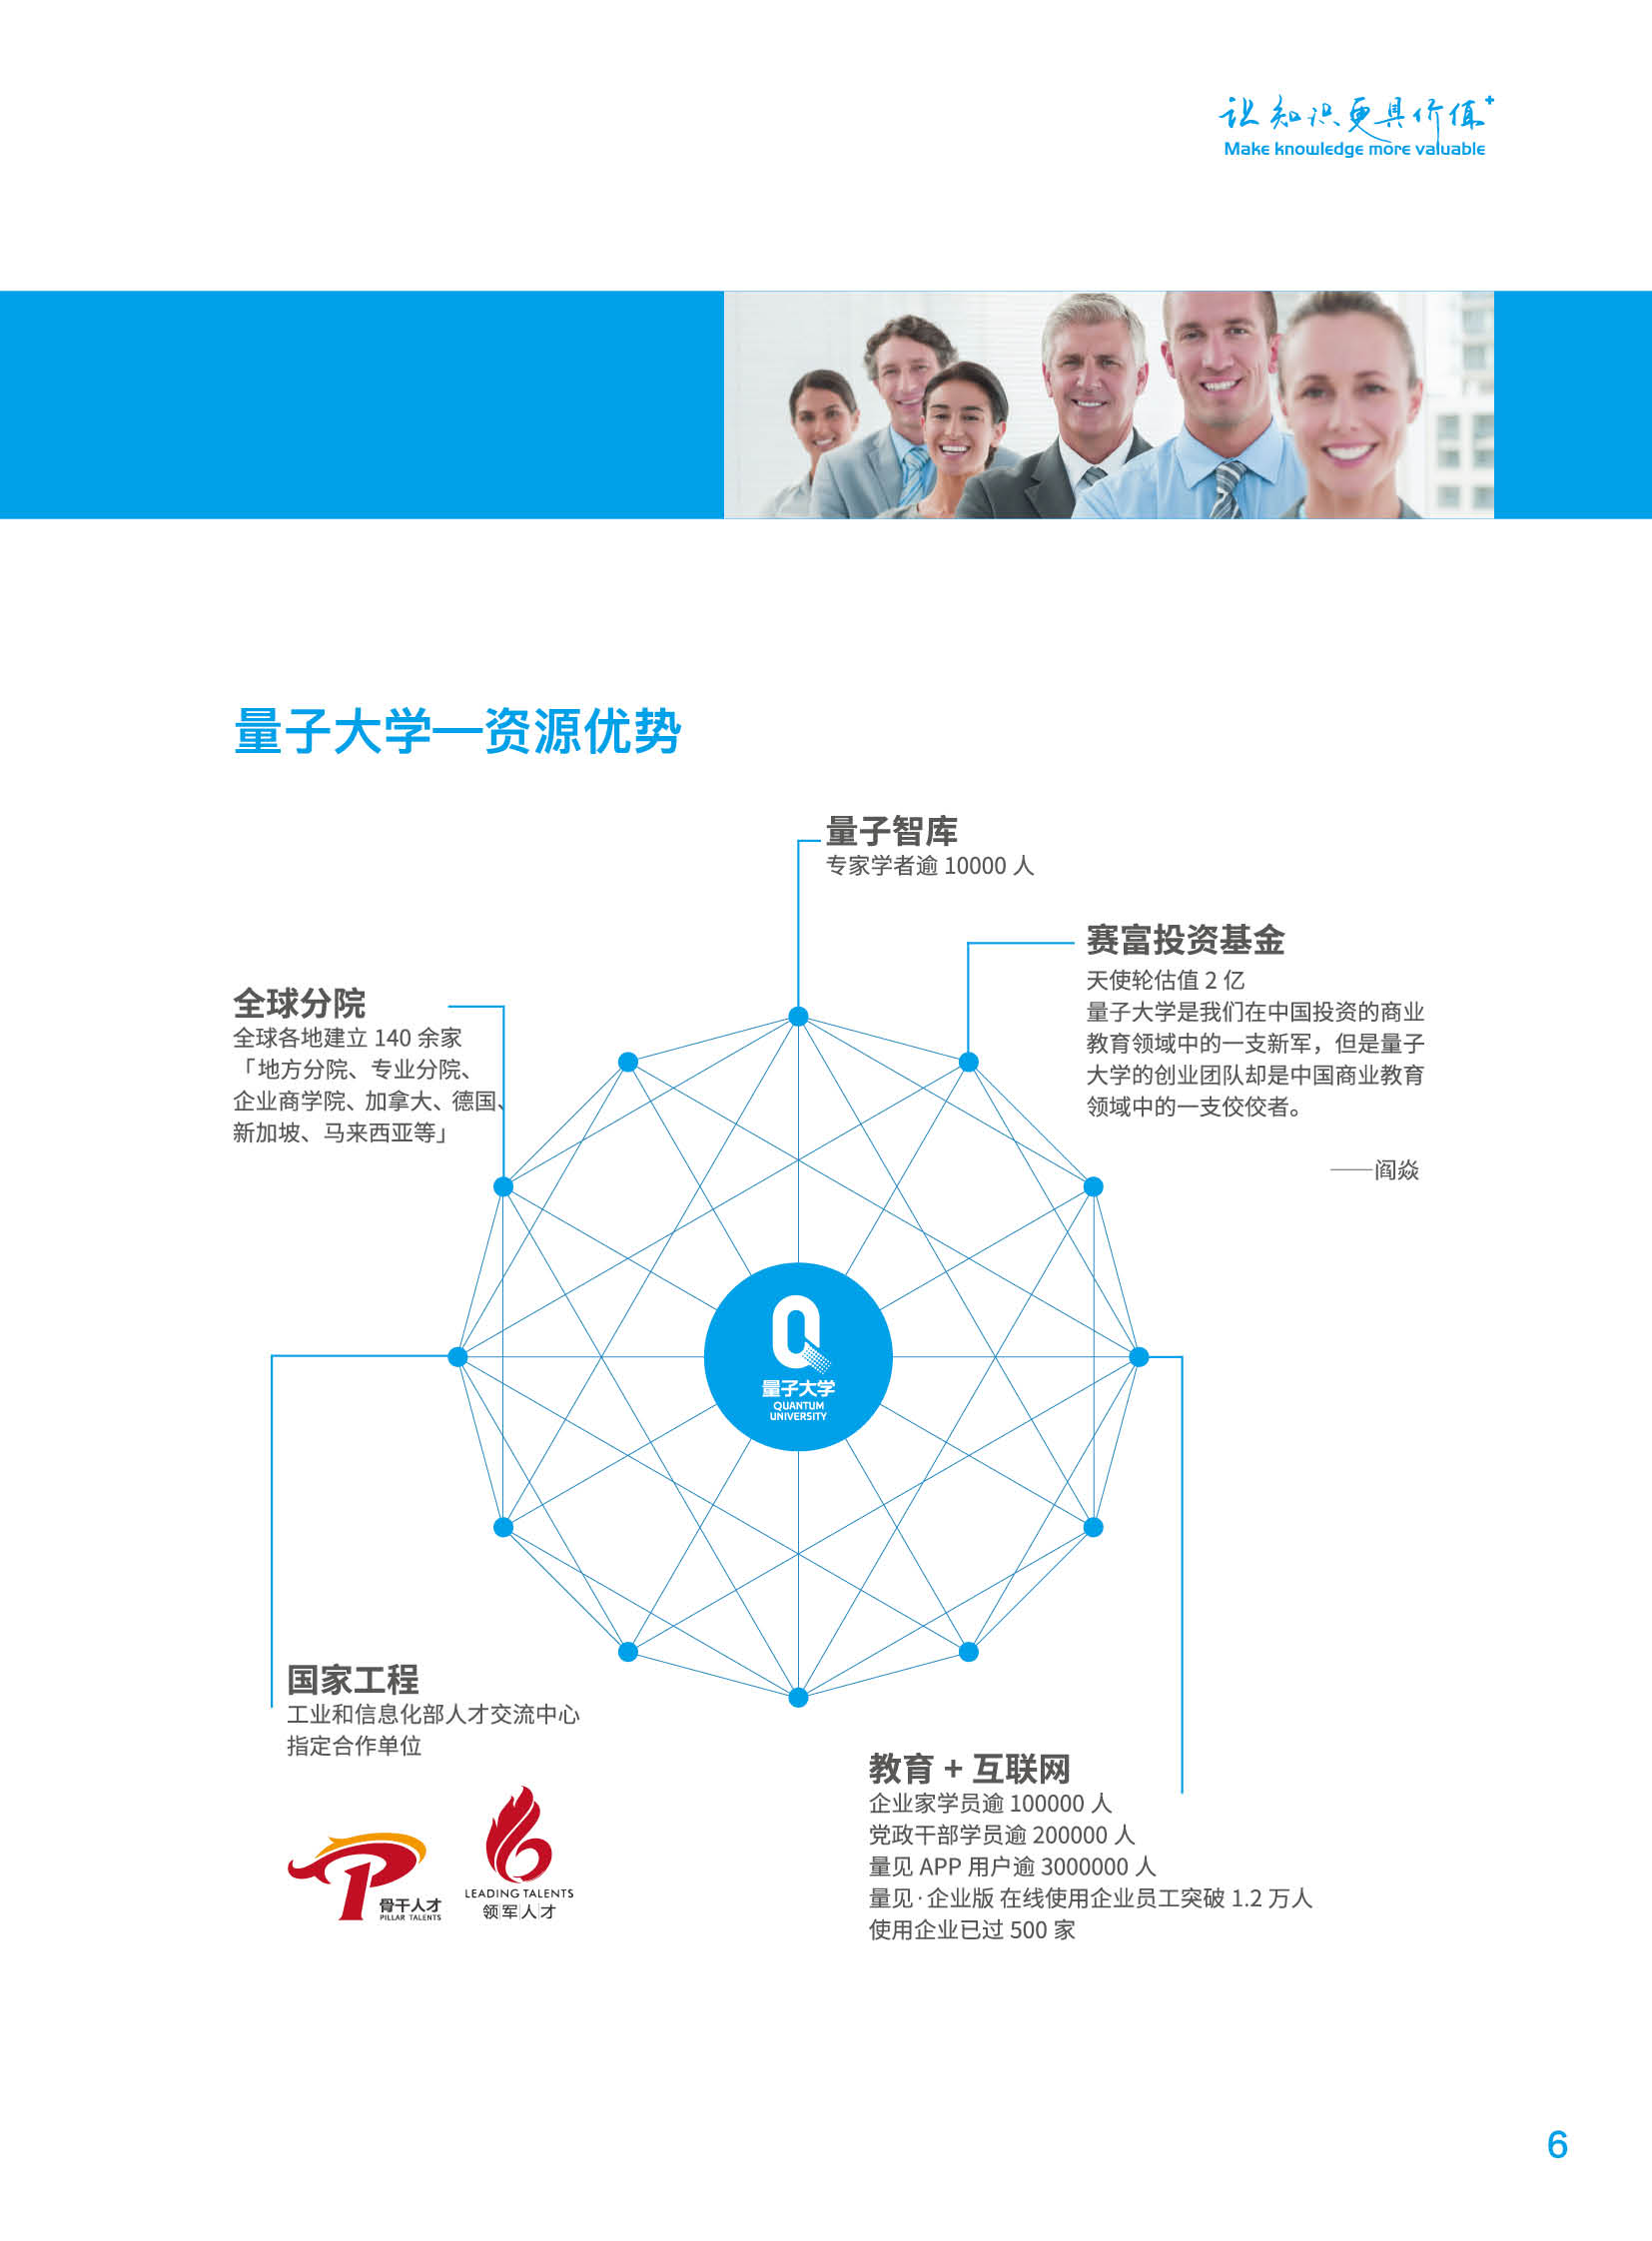 让知识更具价值+
Make knowledge more valuable
量子大学—资源优势
量子智库
专家学者逾 10000 人
赛富投资基金
天使轮估值 2 亿
量子大学是我们在中国投资的商业
教育领域中的一支新军，但是量子
大学的创业团队却是中国商业教育
领域中的一支佼佼者。
——阎焱
全球分院
全球各地建立 140 余家
「地方分院、专业分院、
企业商学院、加拿大、德国、
新加坡、马来西亚等」
量子大学
QUANTUM
UNIVERSITY
国家工程
工业和信息化部人才交流中心
指定合作单位
骨干人才
PILLAR TALENTS
LEADING TALENTS
领军人才
教育 + 互联网
企业家学员逾 100000 人
党政干部学员逾 200000 人
量见 APP 用户逾 3000000 人
量见·企业版 在线使用企业员工突破 1.2 万人
使用企业已过 500 家
6